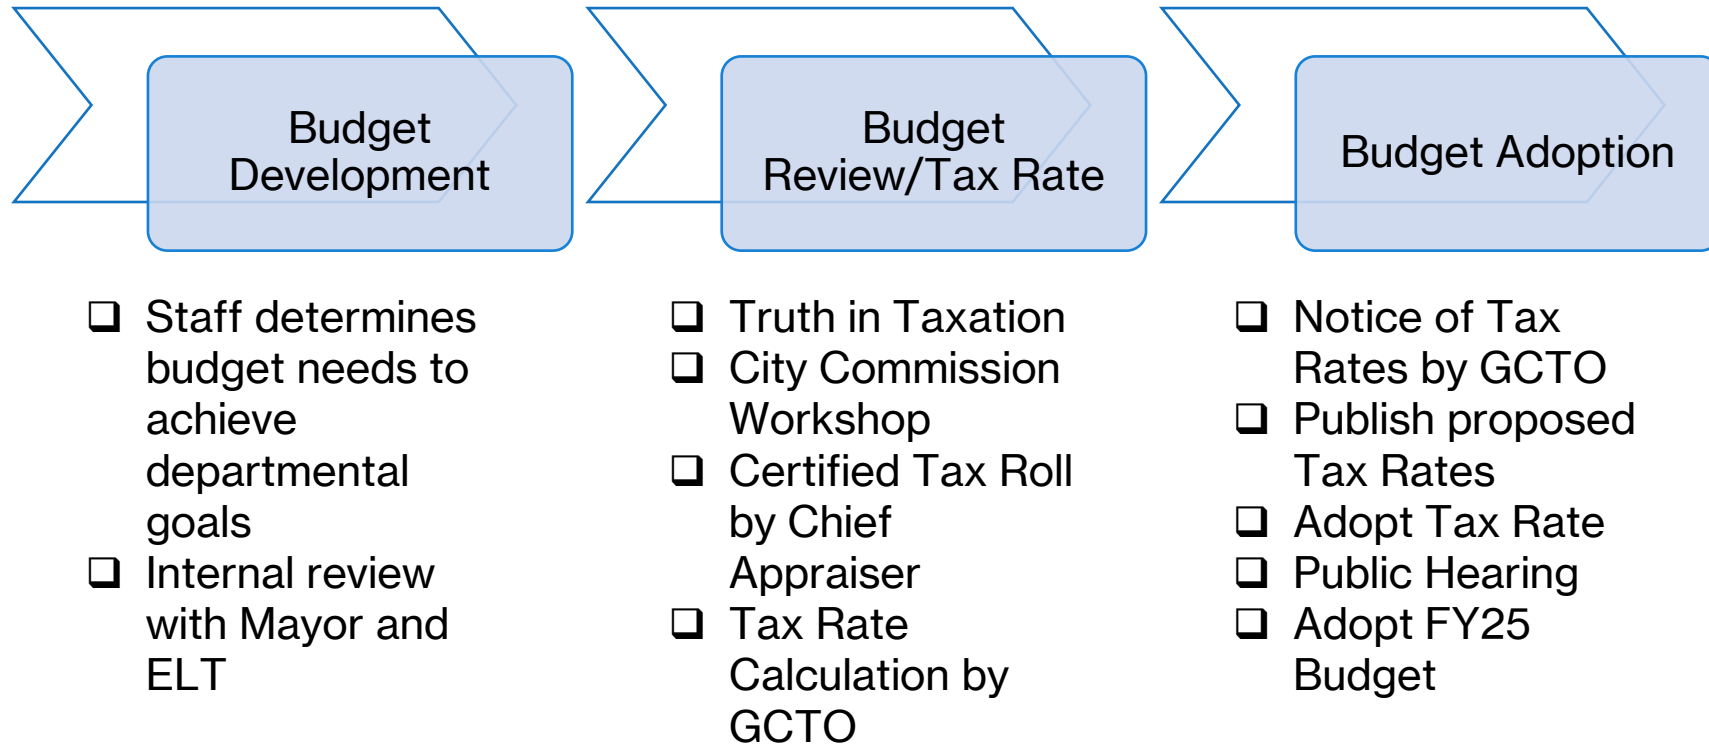 Budget
Development
Budget
Review/Tax Rate
Budget Adoption
❑ Staff determines
budget needs to
achieve
departmental
goals
❑ Internal review
with Mayor and
ELT
❑ Truth in Taxation
❑ City Commission
Workshop
❑ Certified Tax Roll
by Chief
Appraiser
❑ Tax Rate
Calculation by
GCTO
❑ Notice of Tax
Rates by GCTO
❑ Publish proposed
Tax Rates
❑ Adopt Tax Rate
❑ Public Hearing
❑ Adopt FY25
Budget